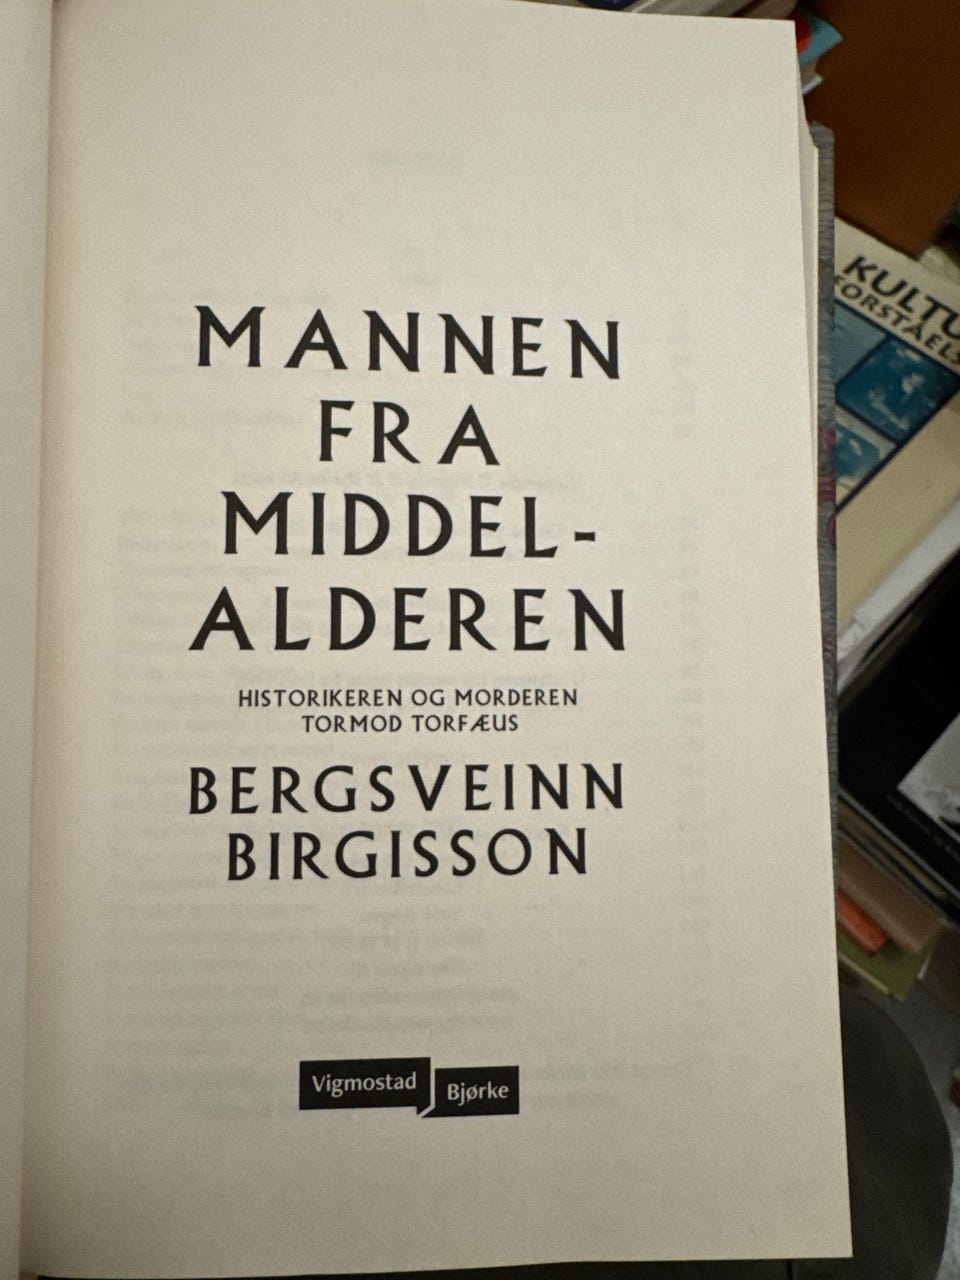 MANNEN
FRA
MIDDEL-
ALDEREN
HISTORIKEREN OG MORDEREN
TORMOD TORFÆUS
BERGSVEINN
BIRGISSON
Vigmostad
Bjørke
KULTU
FORSTÅELS